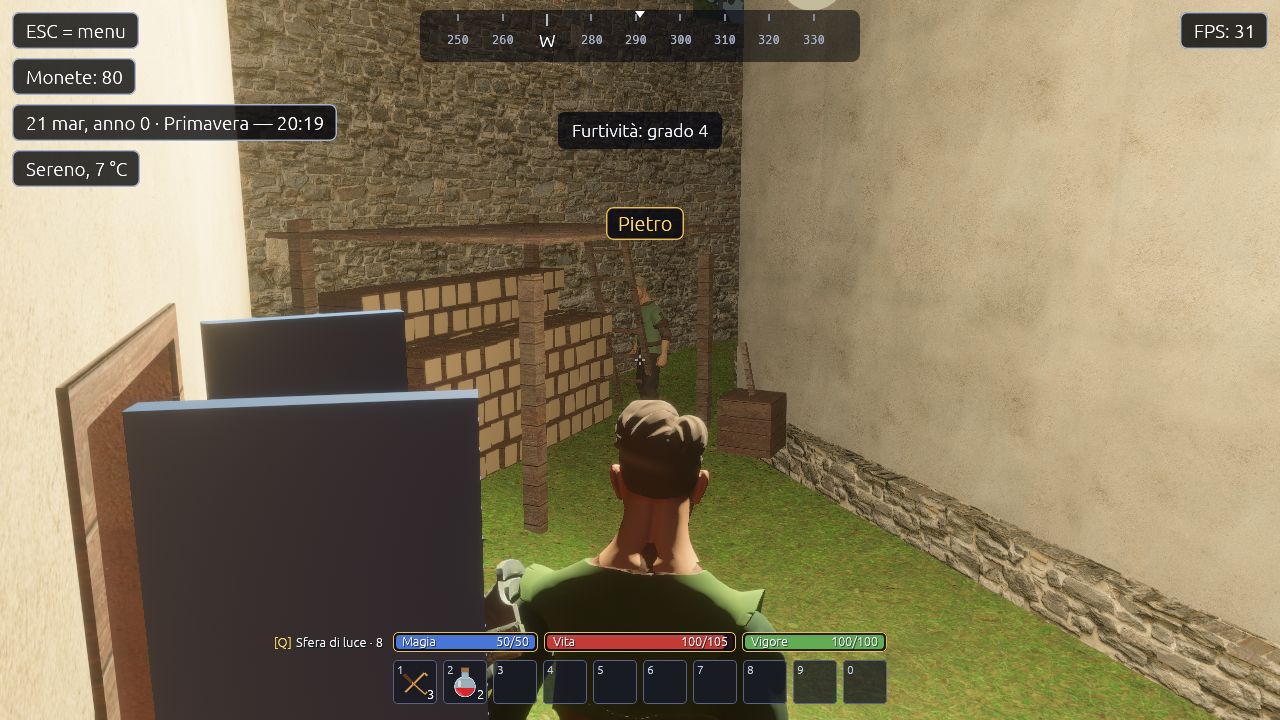 ESC = menu
Monete: 80
21 mar, anno 0 · Primavera — 20:19
Sereno, 7 °C
250 260 W 280 290 300 310 320 330
FPS: 31
Furtività: grado 4
Pietro
[Q] Sfera di luce · 8
Magia 50/50
Vita 100/105
Vigore 100/100
1 2 3 4 5 6 7 8 9 0
3 2